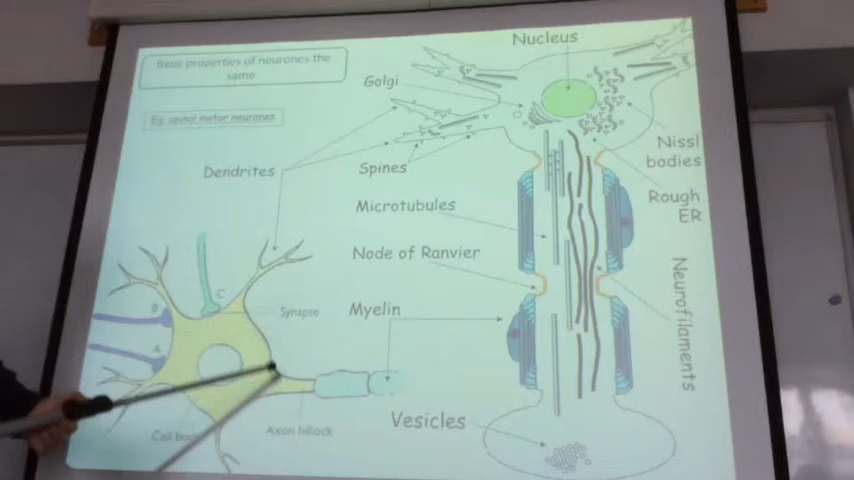 Basic properties of neurones the
same
Eg: spinal motor neurones
Nucleus
Golgi
Nissl
bodies
Dendrites
Spines
Rough
ER
Microtubules
Node of Ranvier
Neurofilaments
C
Synapse
Myelin
B
A
Vesicles
Cell body
Axon hillock